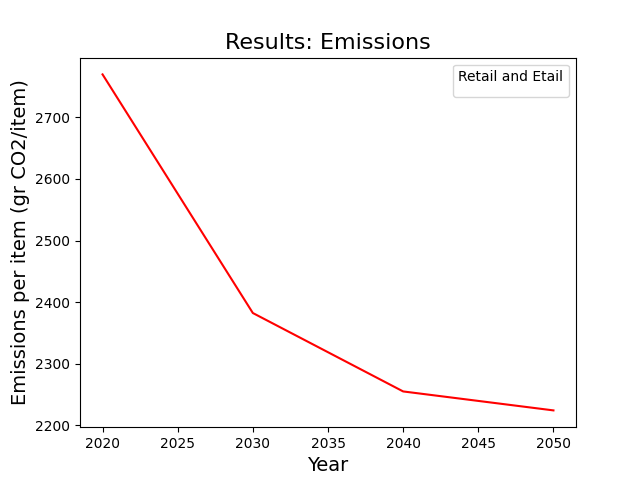 Results: Emissions
Retail and Etail
Emissions per item (gr CO2/item)
2700
2600
2500
2400
2300
2200
2020 2025 2030 2035 2040 2045 2050
Year